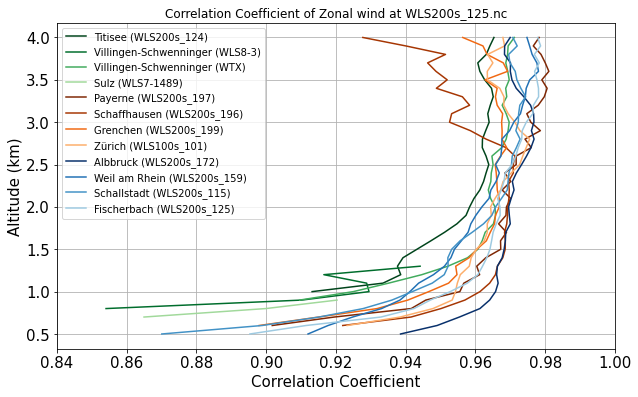 Correlation Coefficient of Zonal wind at WLS200s_125.nc
Titisee (WLS200s_124)
Villingen-Schwenninger (WLS8-3)
Villingen-Schwenninger (WTX)
Sulz (WLS7-1489)
Payerne (WLS200s_197)
Schaffhausen (WLS200s_196)
Grenchen (WLS200s_199)
Zürich (WLS100s_101)
Albbruck (WLS200s_172)
Weil am Rhein (WLS200s_159)
Schallstadt (WLS200s_115)
Fischerbach (WLS200s_125)
Altitude (km)
4.0
3.5
3.0
2.5
2.0
1.5
1.0
0.5
0.84 0.86 0.88 0.90 0.92 0.94 0.96 0.98 1.00
Correlation Coefficient